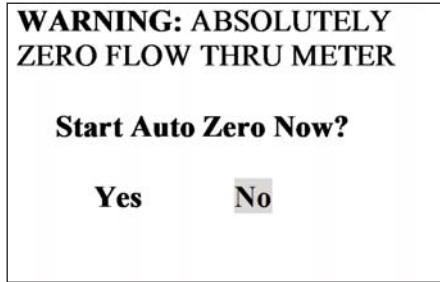 WARNING: ABSOLUTELY
ZERO FLOW THRU METER
Start Auto Zero Now?
Yes No